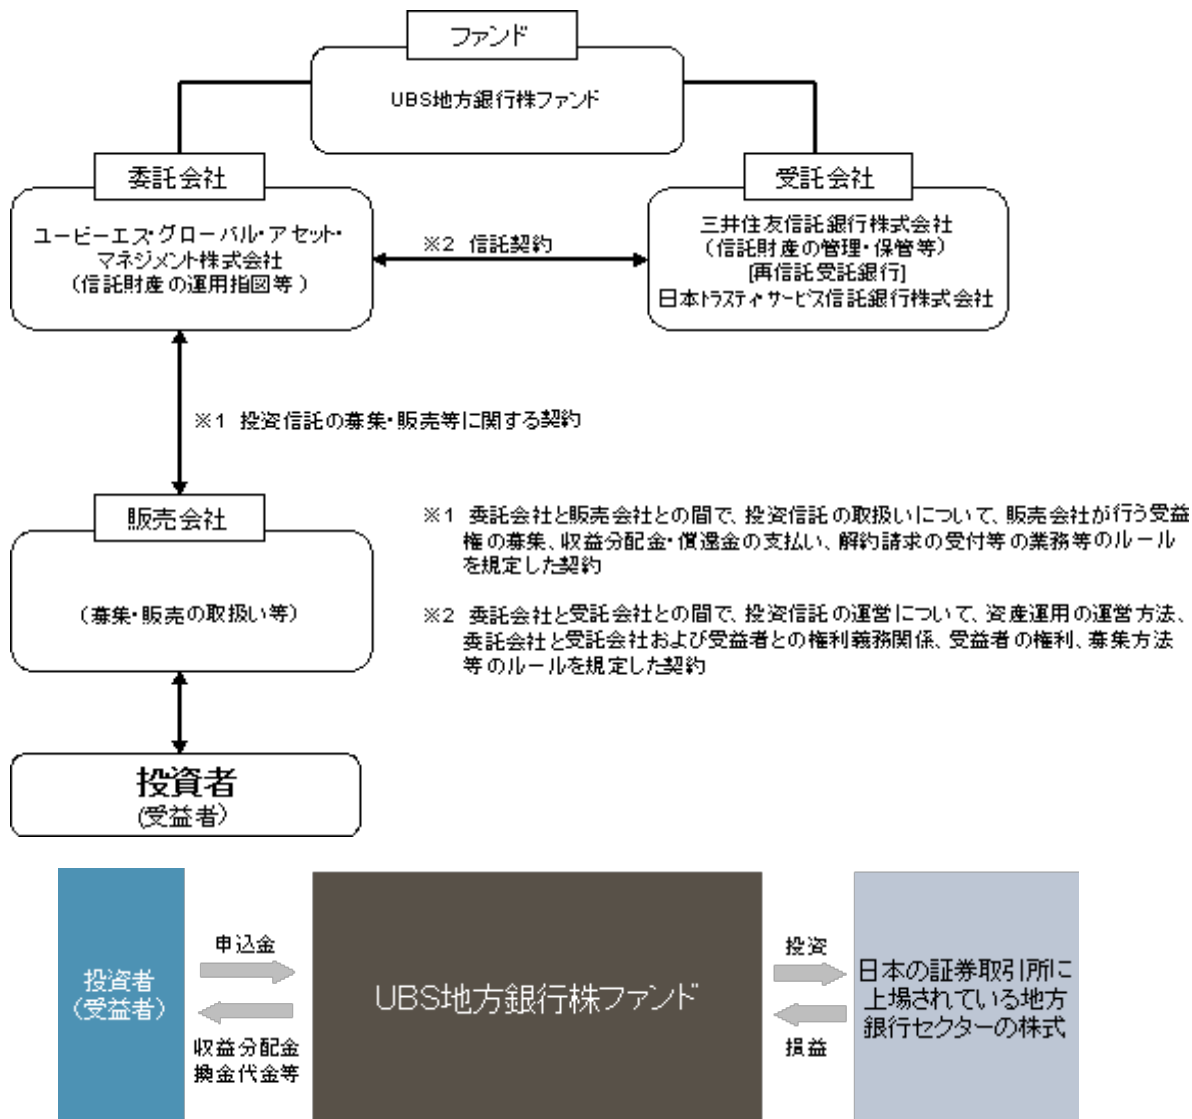 ファンド
UBS地方銀行株ファンド
委託会社
ユービーエス・グローバル・アセット・
マネジメント株式会社
(信託財産の運用指図等)
※2 信託契約
受託会社
三井住友信託銀行株式会社
(信託財産の管理・保管等)
[再信託受託銀行]
日本トラスティ・サービス信託銀行株式会社
※1 投資信託の募集・販売等に関する契約
販売会社
(募集・販売の取扱い等)
※1 委託会社と販売会社との間で、投資信託の取扱いについて、販売会社が行う受益
権の募集、収益分配金・償還金の支払い、解約請求の受付等の業務等のルール
を規定した契約
※2 委託会社と受託会社との間で、投資信託の運営について、資産運用の運営方法、
委託会社と受託会社および受益者との権利義務関係、受益者の権利、募集方法
等のルールを規定した契約
投資者
(受益者)
投資者
(受益者)
申込金
収益分配金
換金代金等
UBS地方銀行株ファンド
投資
損益
日本の証券取引所に
上場されている地方
銀行セクターの株式